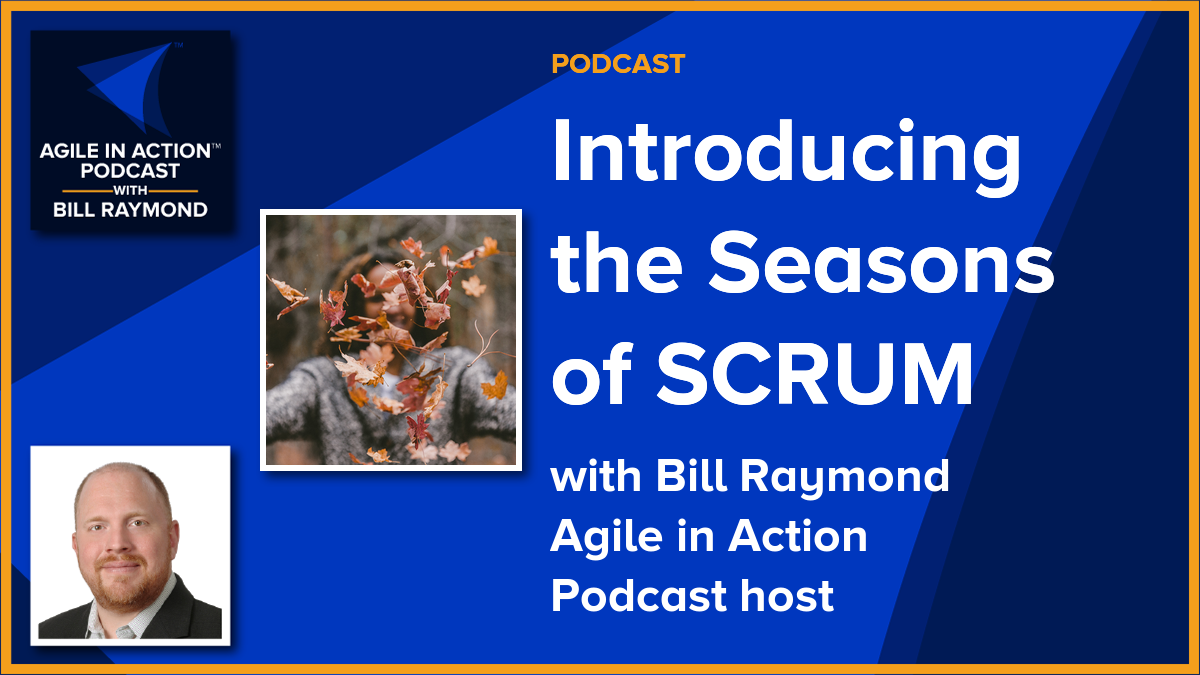 ™
AGILE IN ACTION™
PODCAST
WITH
BILL RAYMOND
PODCAST
Introducing
the Seasons
of SCRUM
with Bill Raymond
Agile in Action
Podcast host